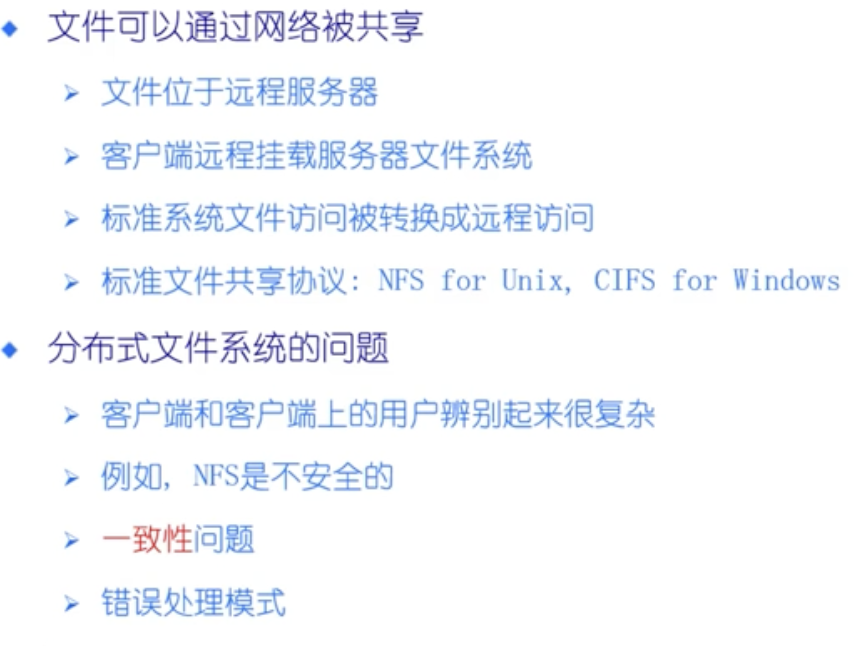 文件可以通过网络被共享
文件位于远程服务器
客户端远程挂载服务器文件系统
标准系统文件访问被转换成远程访问
标准文件共享协议: NFS for Unix, CIFS for Windows
分布式文件系统的问题
客户端和客户端上的用户辨别起来很复杂
例如, NFS是不安全的
一致性问题
错误处理模式